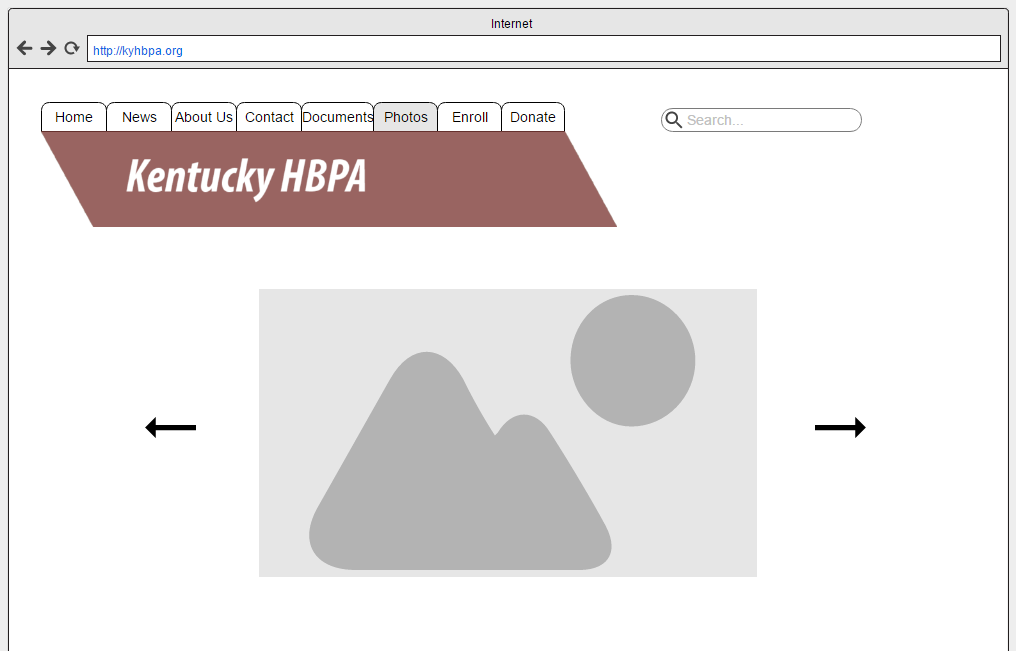 Internet
http://kyhbpa.org
Home News About Us Contact Documents Photos Enroll Donate
Search...
Kentucky HBPA